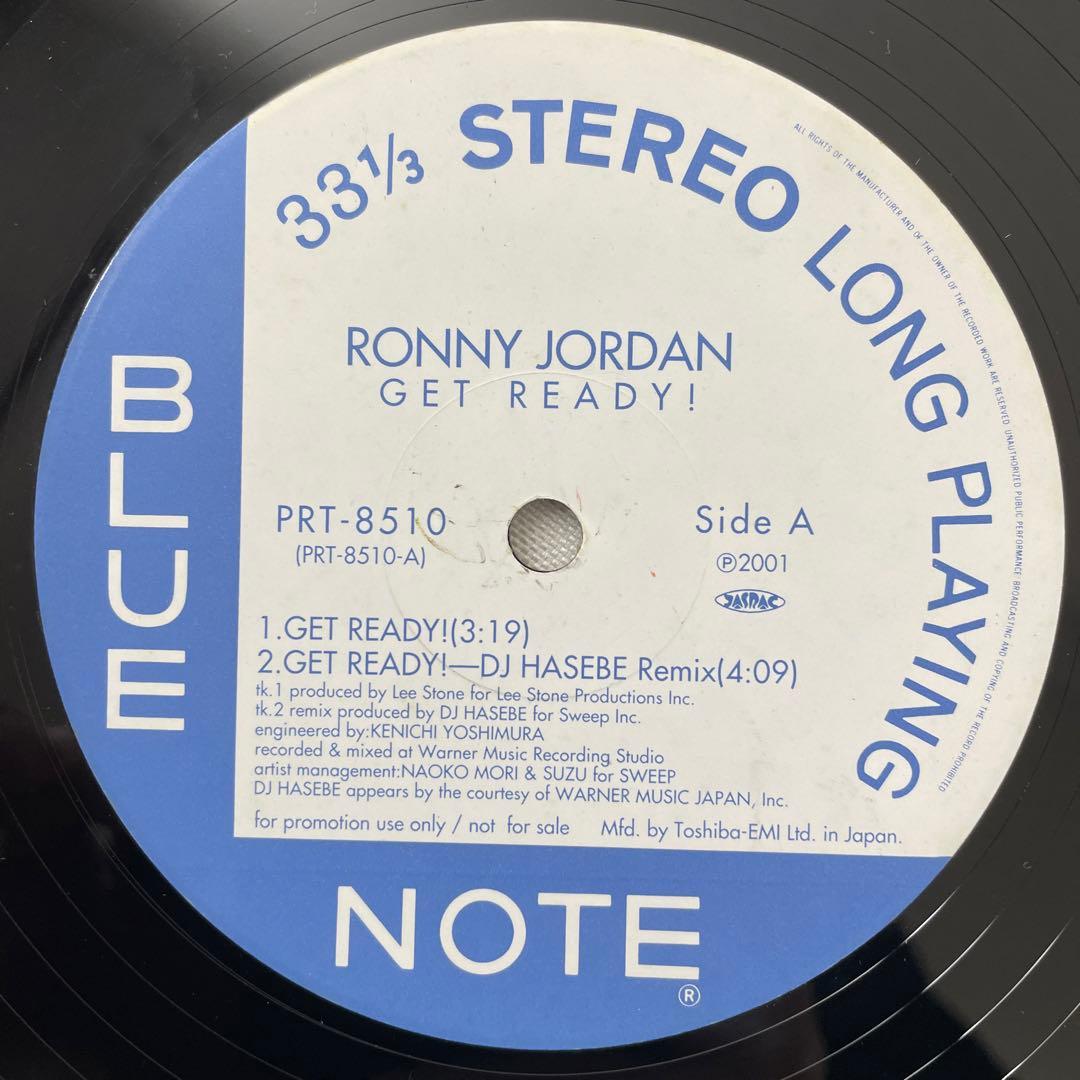 33 1/3 STEREO LONG PLAYING
ALL RIGHTS OF THE MANUFACTURER AND OF THE OWNER OF THE RECORDED WORK ARE RESERVED. UNAUTHORIZED PUBLIC PERFORMANCE BROADCASTING AND COPYING OF THE RECORD PROHIBITED
RONNY JORDAN
GET READY!
PRT-8510
(PRT-8510-A)
Side A
℗2001
JASRAC
1.GET READY!(3:19)
2.GET READY!—DJ HASEBE Remix(4:09)
tk.1 produced by Lee Stone for Lee Stone Productions Inc.
tk.2 remix produced by DJ HASEBE for Sweep Inc.
engineered by:KENICHI YOSHIMURA
recorded & mixed at Warner Music Recording Studio
artist management:NAOKO MORI & SUZU for SWEEP
DJ HASEBE appears by the courtesy of WARNER MUSIC JAPAN, Inc.
for promotion use only / not for sale Mfd. by Toshiba-EMI Ltd. in Japan.
BLUE
NOTE
®